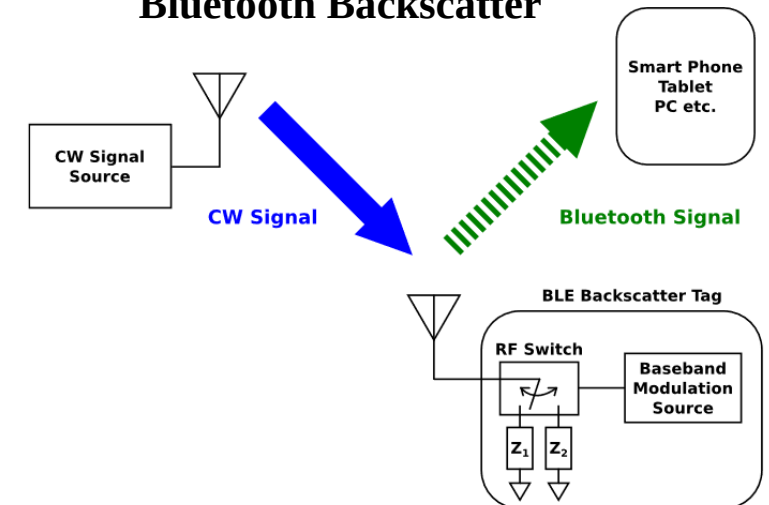 Bluetooth Backscatter
Smart Phone
Tablet
PC etc.
CW Signal
Source
CW Signal
Bluetooth Signal
BLE Backscatter Tag
RF Switch
Baseband
Modulation
Source
Z₁
Z₂